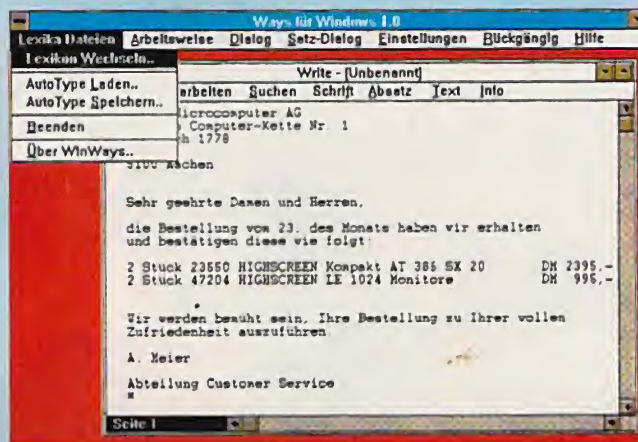 Ways für Windows 1.0
Lexika Dateien Arbeitsweise Dialog Satz-Dialog Einstellungen Rückgängig Hilfe
Lexikon Wechseln..
AutoType Laden..
AutoType Speichern..
Beenden
Über WinWays..
Write - [Unbenannt]
arbeiten Suchen Schrift Absatz Text Info
Microcomputer AG
Computer-Kette Nr. 1
ch 1778
5100 Aachen
Sehr geehrte Damen und Herren,
die Bestellung vom 23. des Monats haben wir erhalten
und bestätigen diese wie folgt:
2 Stück 23550 HIGHSCREEN Kompakt AT 386 SX 20 DM 2395,-
2 Stück 47204 HIGHSCREEN LE 1024 Monitore DM 995,-
Wir werden bemüht sein, Ihre Bestellung zu Ihrer vollen
Zufriedenheit auszuführen.
A. Meier
Abteilung Customer Service
Seite 1